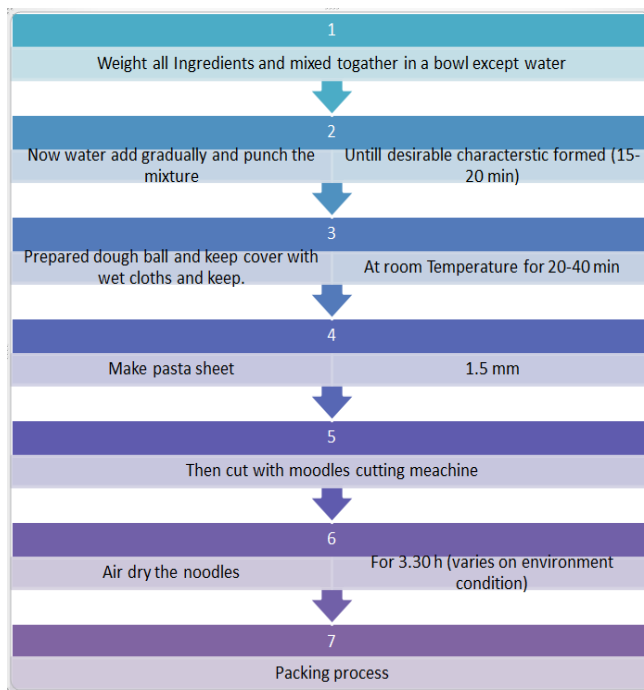 1
Weight all Ingredients and mixed togather in a bowl except water
2
Now water add gradually and punch the
mixture
Untill desirable characterstic formed (15-
20 min)
3
Prepared dough ball and keep cover with
wet cloths and keep.
At room Temperature for 20-40 min
4
Make pasta sheet
1.5 mm
5
Then cut with moodles cutting meachine
6
Air dry the noodles
For 3.30 h (varies on environment
condition)
7
Packing process